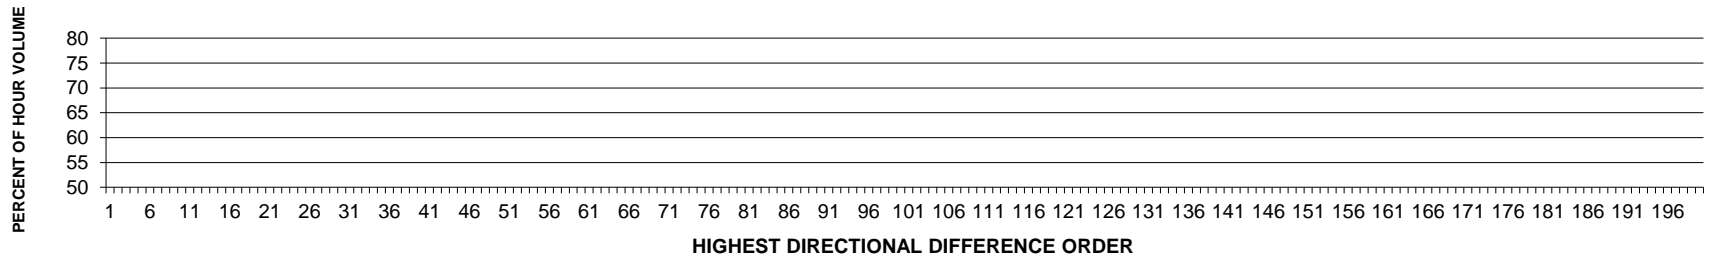 PERCENT OF HOUR VOLUME
80
75
70
65
60
55
50
1 6 11 16 21 26 31 36 41 46 51 56 61 66 71 76 81 86 91 96 101 106 111 116 121 126 131 136 141 146 151 156 161 166 171 176 181 186 191 196
HIGHEST DIRECTIONAL DIFFERENCE ORDER